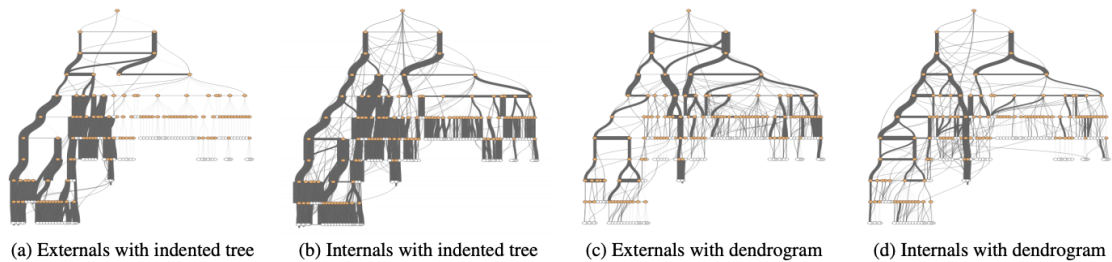 (a) Externals with indented tree
(b) Internals with indented tree
(c) Externals with dendrogram
(d) Internals with dendrogram